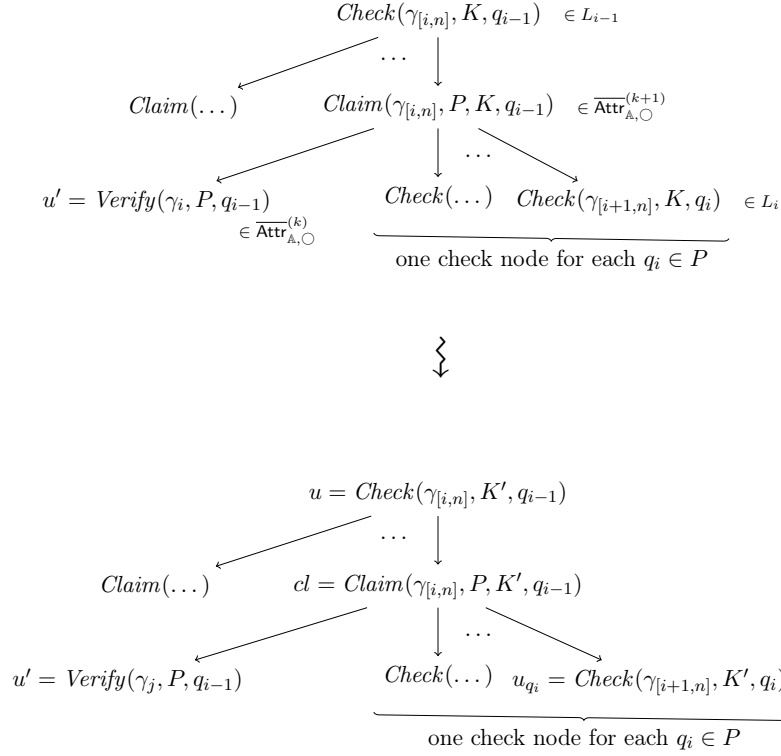 Check(γ_{[i,n]}, K, q_{i−1}) ∈ L_{i−1}
...
Claim(...) Claim(γ_{[i,n]}, P, K, q_{i−1}) ∈ \overline{Attr}^{(k+1)}_{𝔸,○}
...
u′ = Verify(γ_i, P, q_{i−1}) Check(...) Check(γ_{[i+1,n]}, K, q_i) ∈ L_i
∈ \overline{Attr}^{(k)}_{𝔸,○}
one check node for each q_i ∈ P
u = Check(γ_{[i,n]}, K′, q_{i−1})
...
Claim(...) cl = Claim(γ_{[i,n]}, P, K′, q_{i−1})
...
u′ = Verify(γ_j, P, q_{i−1}) Check(...) u_{q_i} = Check(γ_{[i+1,n]}, K′, q_i)
one check node for each q_i ∈ P